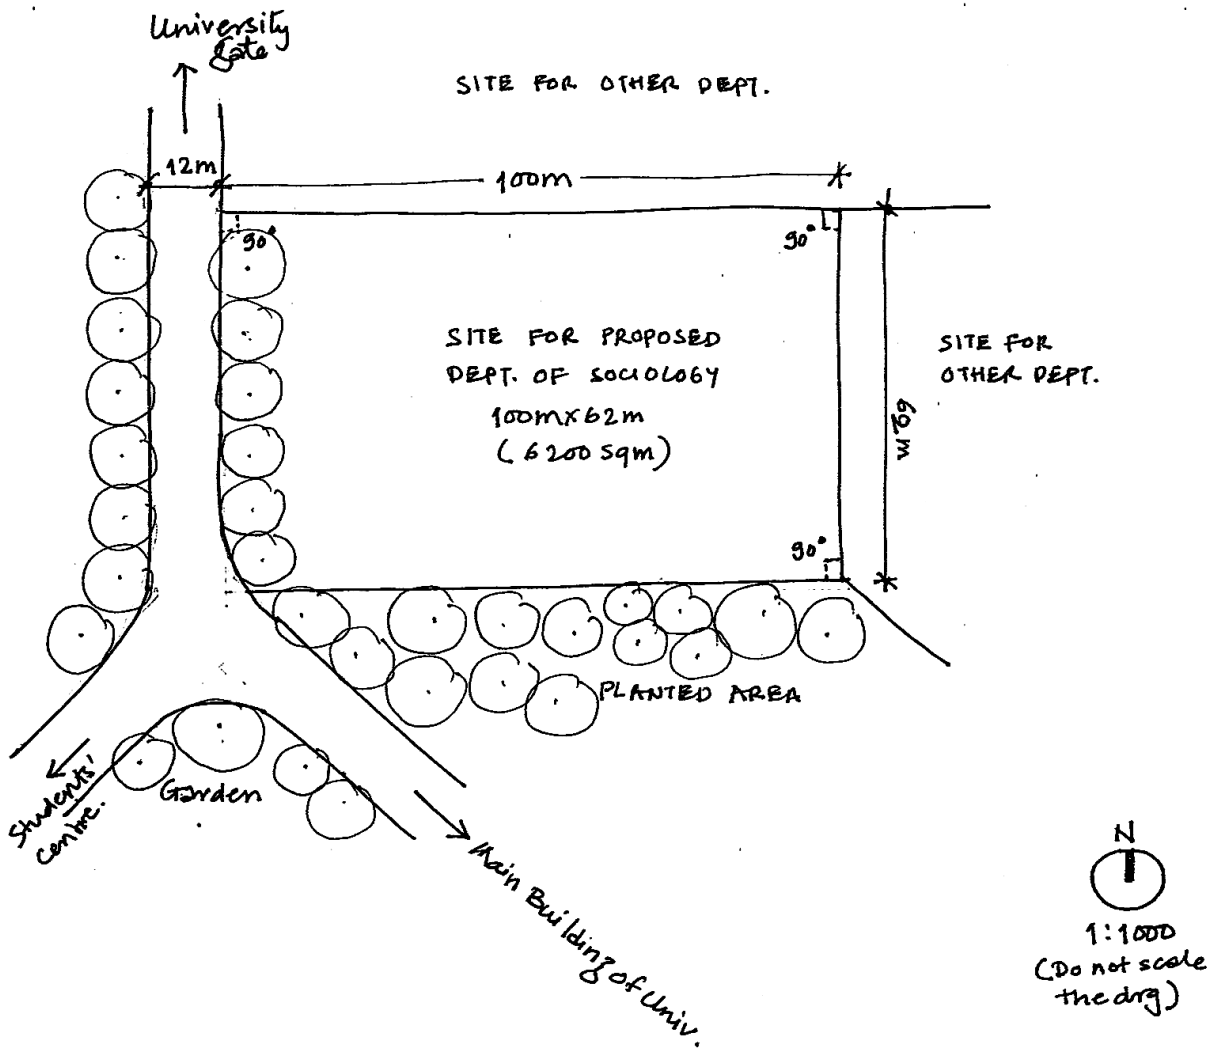 University
gate
SITE FOR OTHER DEPT.
12m
100m
90°
90°
SITE FOR PROPOSED
DEPT. OF SOCIOLOGY
100mx62m
(6200 sqm)
SITE FOR
OTHER DEPT.
62m
90°
PLANTED AREA
Students'
centre.
Garden
Main Building of Univ.
N
1:1000
(Do not scale
the drg)